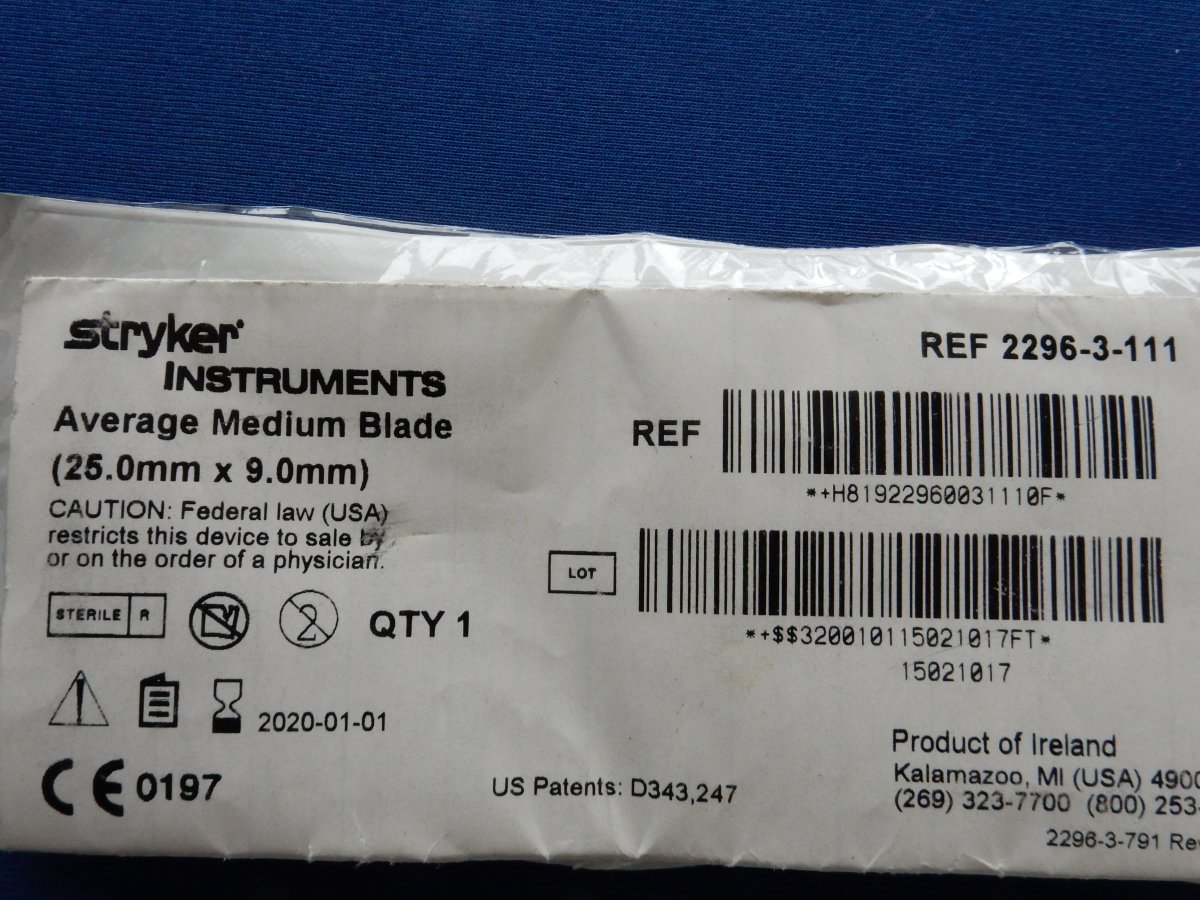 stryker
INSTRUMENTS
Average Medium Blade
(25.0mm x 9.0mm)
CAUTION: Federal law (USA)
restricts this device to sale by
or on the order of a physician.
STERILE R
2
QTY 1
2020-01-01
CE 0197
REF 2296-3-111
REF
*+H81922960031110F*
LOT
*+$$320010115021017FT*
15021017
US Patents: D343,247
Product of Ireland
Kalamazoo, MI (USA)
(269) 323-7700 (800) 253-
2296-3-791